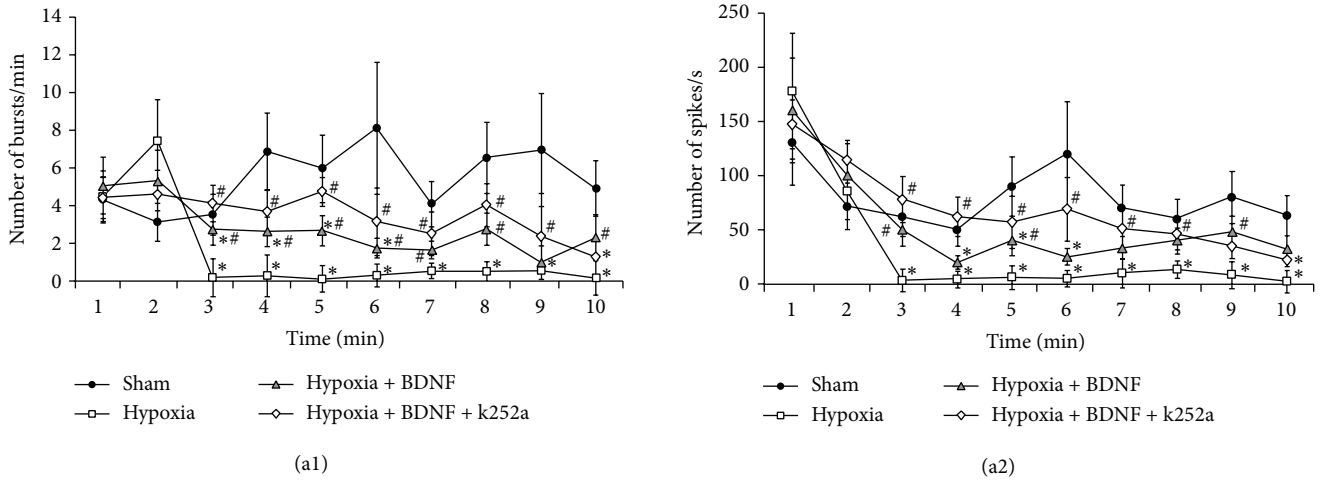 Number of bursts/min
14
12
10
8
6
4
2
0
# # # # # # # #
* # * # * # * # # # * #
* * * * * * * * *
1 2 3 4 5 6 7 8 9 10
Time (min)
Sham
Hypoxia
Hypoxia + BDNF
Hypoxia + BDNF + k252a
(a1)
Number of spikes/s
250
200
150
100
50
0
# # # # # #
# * * # * # *
* * * * * * * * *
1 2 3 4 5 6 7 8 9 10
Time (min)
Sham
Hypoxia
Hypoxia + BDNF
Hypoxia + BDNF + k252a
(a2)